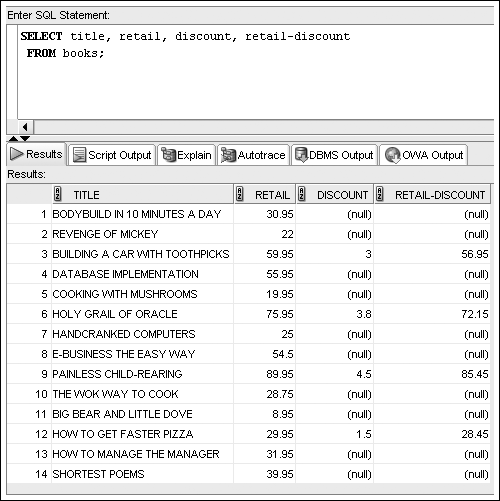 Enter SQL Statement:
SELECT title, retail, discount, retail-discount
FROM books;
Results Script Output Explain Autotrace DBMS Output OWA Output
Results:
TITLE RETAIL DISCOUNT RETAIL-DISCOUNT
1 BODYBUILD IN 10 MINUTES A DAY 30.95 (null) (null)
2 REVENGE OF MICKEY 22 (null) (null)
3 BUILDING A CAR WITH TOOTHPICKS 59.95 3 56.95
4 DATABASE IMPLEMENTATION 55.95 (null) (null)
5 COOKING WITH MUSHROOMS 19.95 (null) (null)
6 HOLY GRAIL OF ORACLE 75.95 3.8 72.15
7 HANDCRANKED COMPUTERS 25 (null) (null)
8 E-BUSINESS THE EASY WAY 54.5 (null) (null)
9 PAINLESS CHILD-REARING 89.95 4.5 85.45
10 THE WOK WAY TO COOK 28.75 (null) (null)
11 BIG BEAR AND LITTLE DOVE 8.95 (null) (null)
12 HOW TO GET FASTER PIZZA 29.95 1.5 28.45
13 HOW TO MANAGE THE MANAGER 31.95 (null) (null)
14 SHORTEST POEMS 39.95 (null) (null)